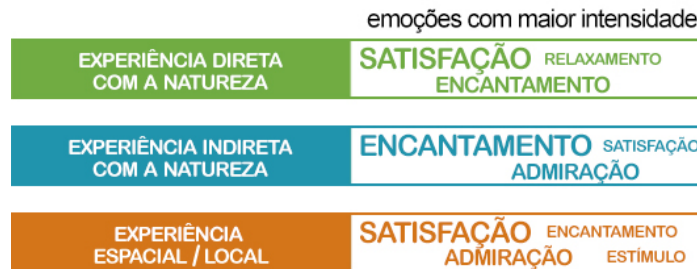 emoções com maior intensidade
EXPERIÊNCIA DIRETA
COM A NATUREZA
SATISFAÇÃO RELAXAMENTO
ENCANTAMENTO
EXPERIÊNCIA INDIRETA
COM A NATUREZA
ENCANTAMENTO SATISFAÇÃO
ADMIRAÇÃO
EXPERIÊNCIA
ESPACIAL / LOCAL
SATISFAÇÃO ENCANTAMENTO
ADMIRAÇÃO ESTÍMULO